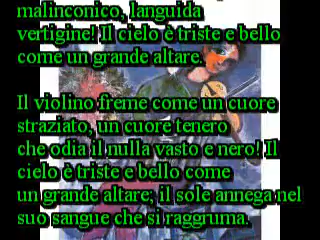 malinconico, languida
vertigine! Il cielo è triste e bello
come un grande altare.
Il violino freme come un cuore
straziato, un cuore tenero
che odia il nulla vasto e nero! Il
cielo è triste e bello come
un grande altare; il sole annega nel
suo sangue che si raggruma.